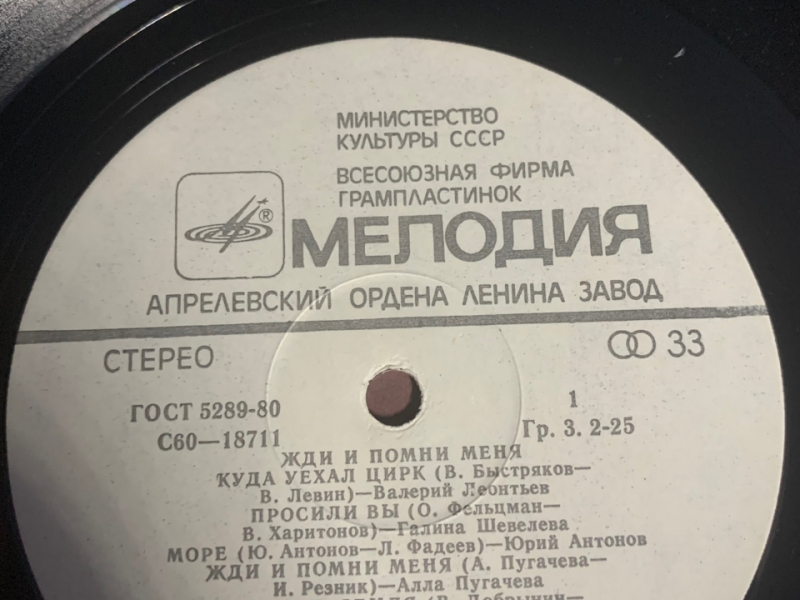 МИНИСТЕРСТВО
КУЛЬТУРЫ СССР
ВСЕСОЮЗНАЯ ФИРМА
ГРАМПЛАСТИНОК
®
МЕЛОДИЯ
АПРЕЛЕВСКИЙ ОРДЕНА ЛЕНИНА ЗАВОД
СТЕРЕО
33
ГОСТ 5289-80
1
С60—18711
Гр. 3. 2-25
ЖДИ И ПОМНИ МЕНЯ
КУДА УЕХАЛ ЦИРК (В. Быстряков—
В. Левин)—Валерий Леонтьев
ПРОСИЛИ ВЫ (О. Фельцман—
В. Харитонов)—Галина Шевелева
МОРЕ (Ю. Антонов—Л. Фадеев)—Юрий Антонов
ЖДИ И ПОМНИ МЕНЯ (А. Пугачева—
И. Резник)—Алла Пугачева